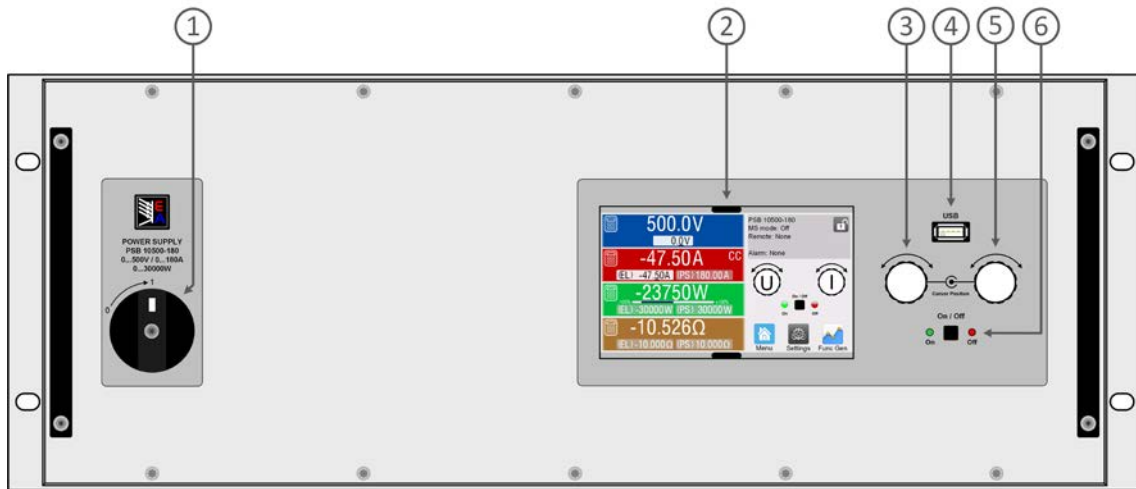 1
2
3
4
5
6
EA
POWER SUPPLY
PSB 10500-180
0...500V / 0...180A
0...30000W
0
1
500.0V
0.0V
-47.50A
CC
(EL) -47.50A (PS) 180.00A
-23750W
(EL) -30000W (PS) 30000W
-10.526Ω
(EL) -10.000Ω (PS) 10.000Ω
PSB 10500-180
MS mode: Off
Remote: None
Alarm: None
U
I
On / Off
On
Off
Menu
Settings
Func Gen
USB
Cursor Position
On / Off
On
Off